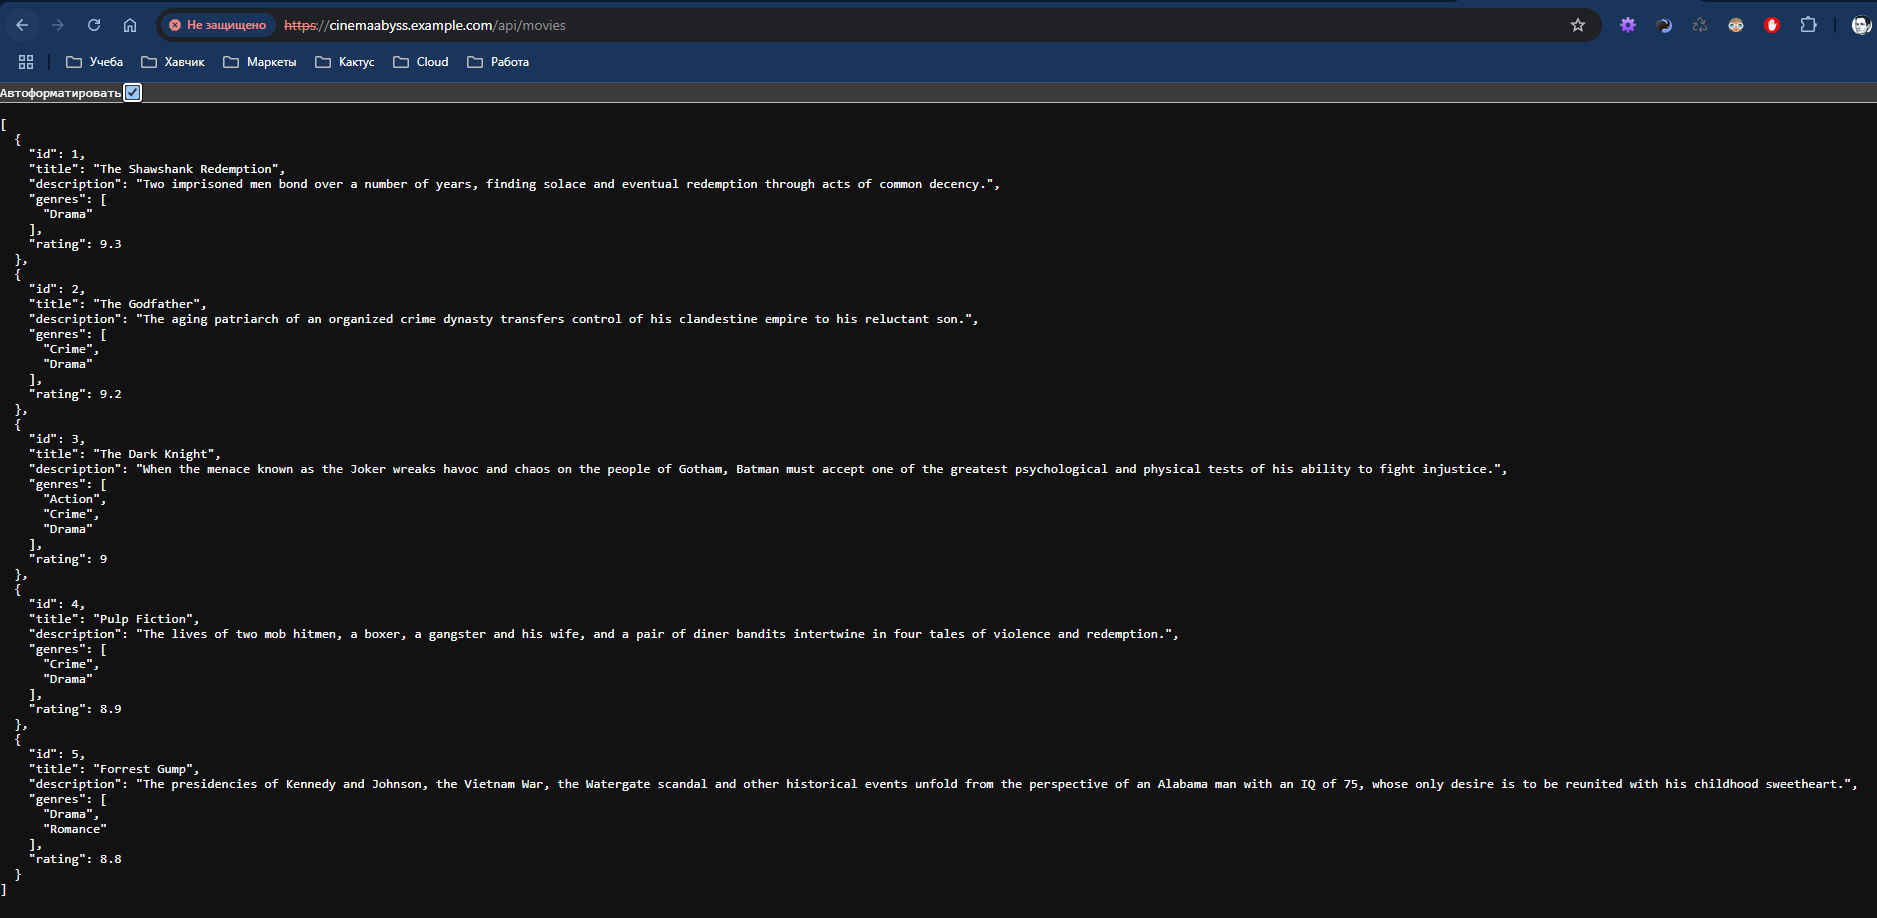 Не защищено https://cinemaabyss.example.com/api/movies
Учеба Хавчик Маркеты Кактус Cloud Работа
Автоформатировать
[
  {
    "id": 1,
    "title": "The Shawshank Redemption",
    "description": "Two imprisoned men bond over a number of years, finding solace and eventual redemption through acts of common decency.",
    "genres": [
      "Drama"
    ],
    "rating": 9.3
  },
  {
    "id": 2,
    "title": "The Godfather",
    "description": "The aging patriarch of an organized crime dynasty transfers control of his clandestine empire to his reluctant son.",
    "genres": [
      "Crime",
      "Drama"
    ],
    "rating": 9.2
  },
  {
    "id": 3,
    "title": "The Dark Knight",
    "description": "When the menace known as the Joker wreaks havoc and chaos on the people of Gotham, Batman must accept one of the greatest psychological and physical tests of his ability to fight injustice.",
    "genres": [
      "Action",
      "Crime",
      "Drama"
    ],
    "rating": 9
  },
  {
    "id": 4,
    "title": "Pulp Fiction",
    "description": "The lives of two mob hitmen, a boxer, a gangster and his wife, and a pair of diner bandits intertwine in four tales of violence and redemption.",
    "genres": [
      "Crime",
      "Drama"
    ],
    "rating": 8.9
  },
  {
    "id": 5,
    "title": "Forrest Gump",
    "description": "The presidencies of Kennedy and Johnson, the Vietnam War, the Watergate scandal and other historical events unfold from the perspective of an Alabama man with an IQ of 75, whose only desire is to be reunited with his childhood sweetheart.",
    "genres": [
      "Drama",
      "Romance"
    ],
    "rating": 8.8
  }
]